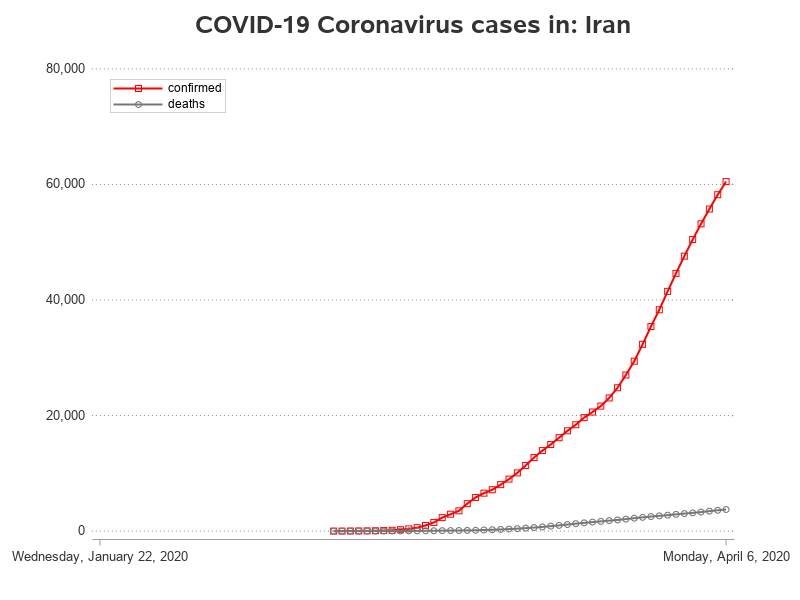 COVID-19 Coronavirus cases in: Iran
80,000
confirmed
deaths
60,000
40,000
20,000
0
Wednesday, January 22, 2020
Monday, April 6, 2020